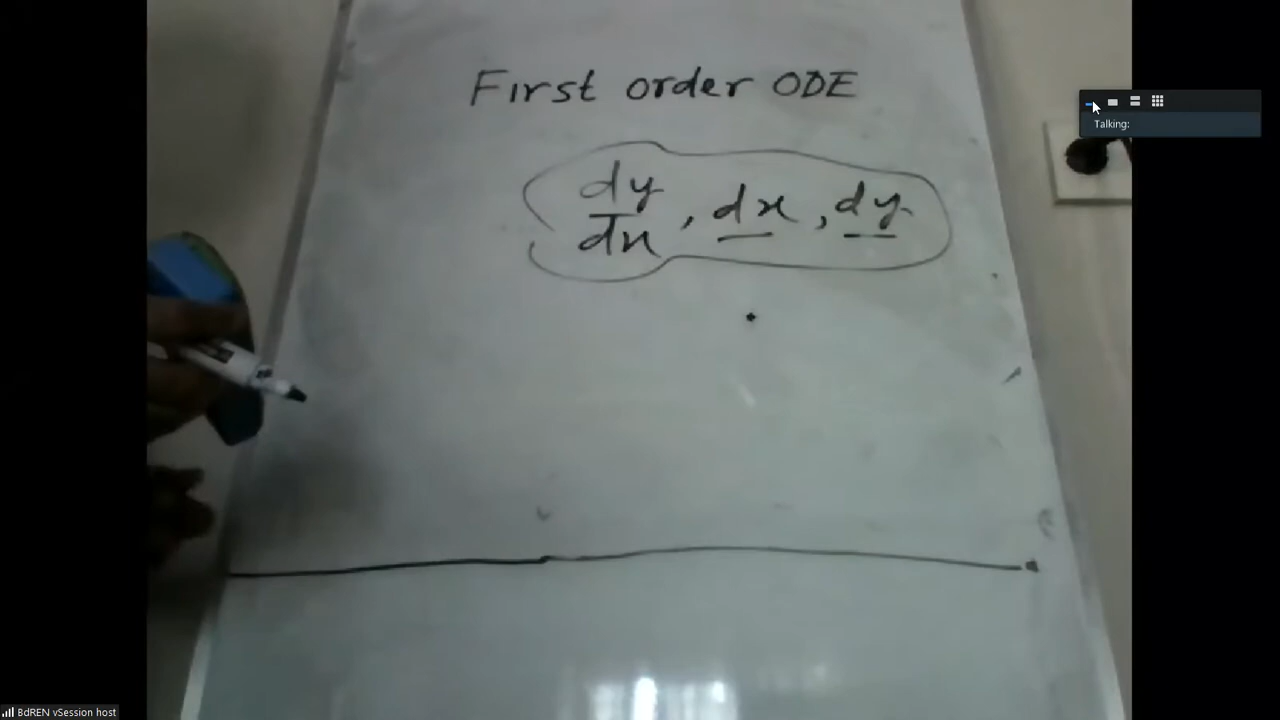 First order ODE
dy/dx, dx, dy
Talking:
BdREN vSession host